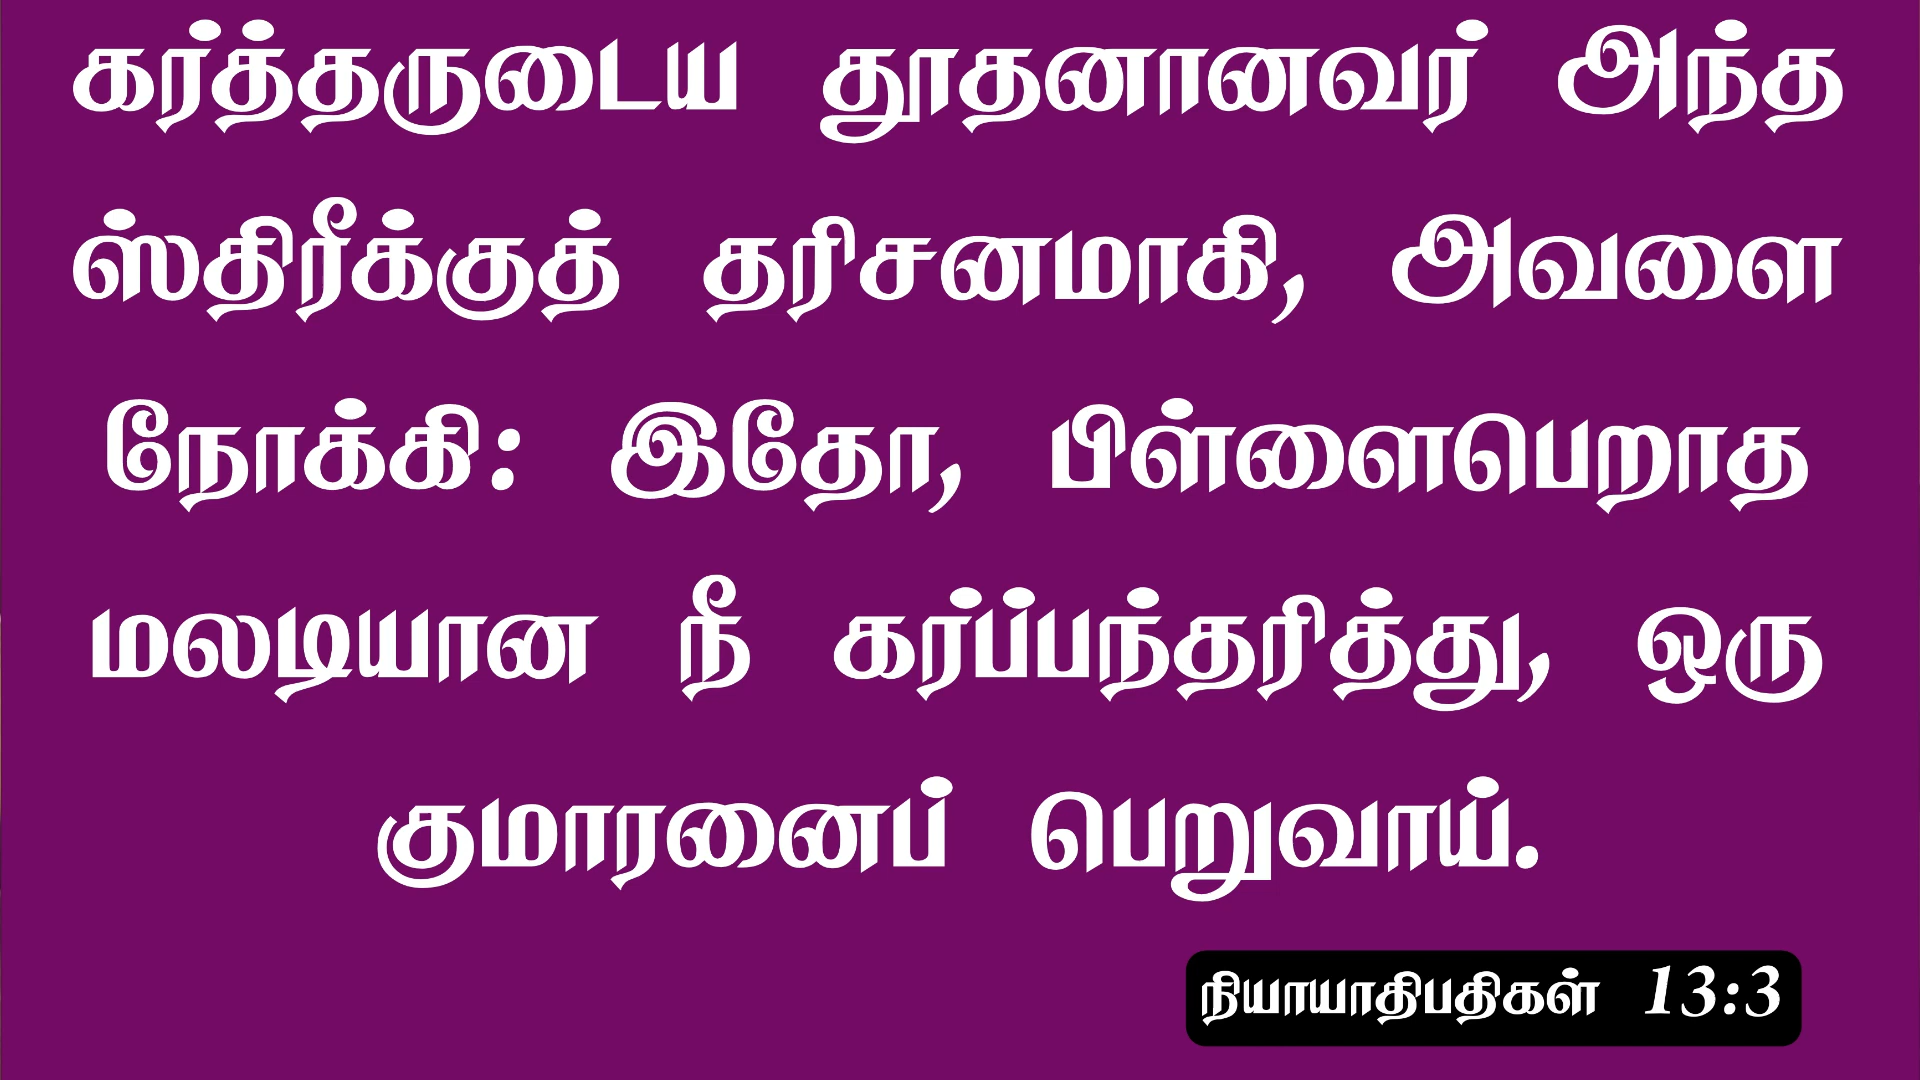 கர்த்தருடைய தூதனானவர் அந்த
ஸ்திரீக்குத் தரிசனமாகி, அவளை
நோக்கி: இதோ, பிள்ளைபெறாத
மலடியான நீ கர்ப்பந்தரித்து, ஒரு
குமாரனைப் பெறுவாய்.
நியாயாதிபதிகள் 13:3